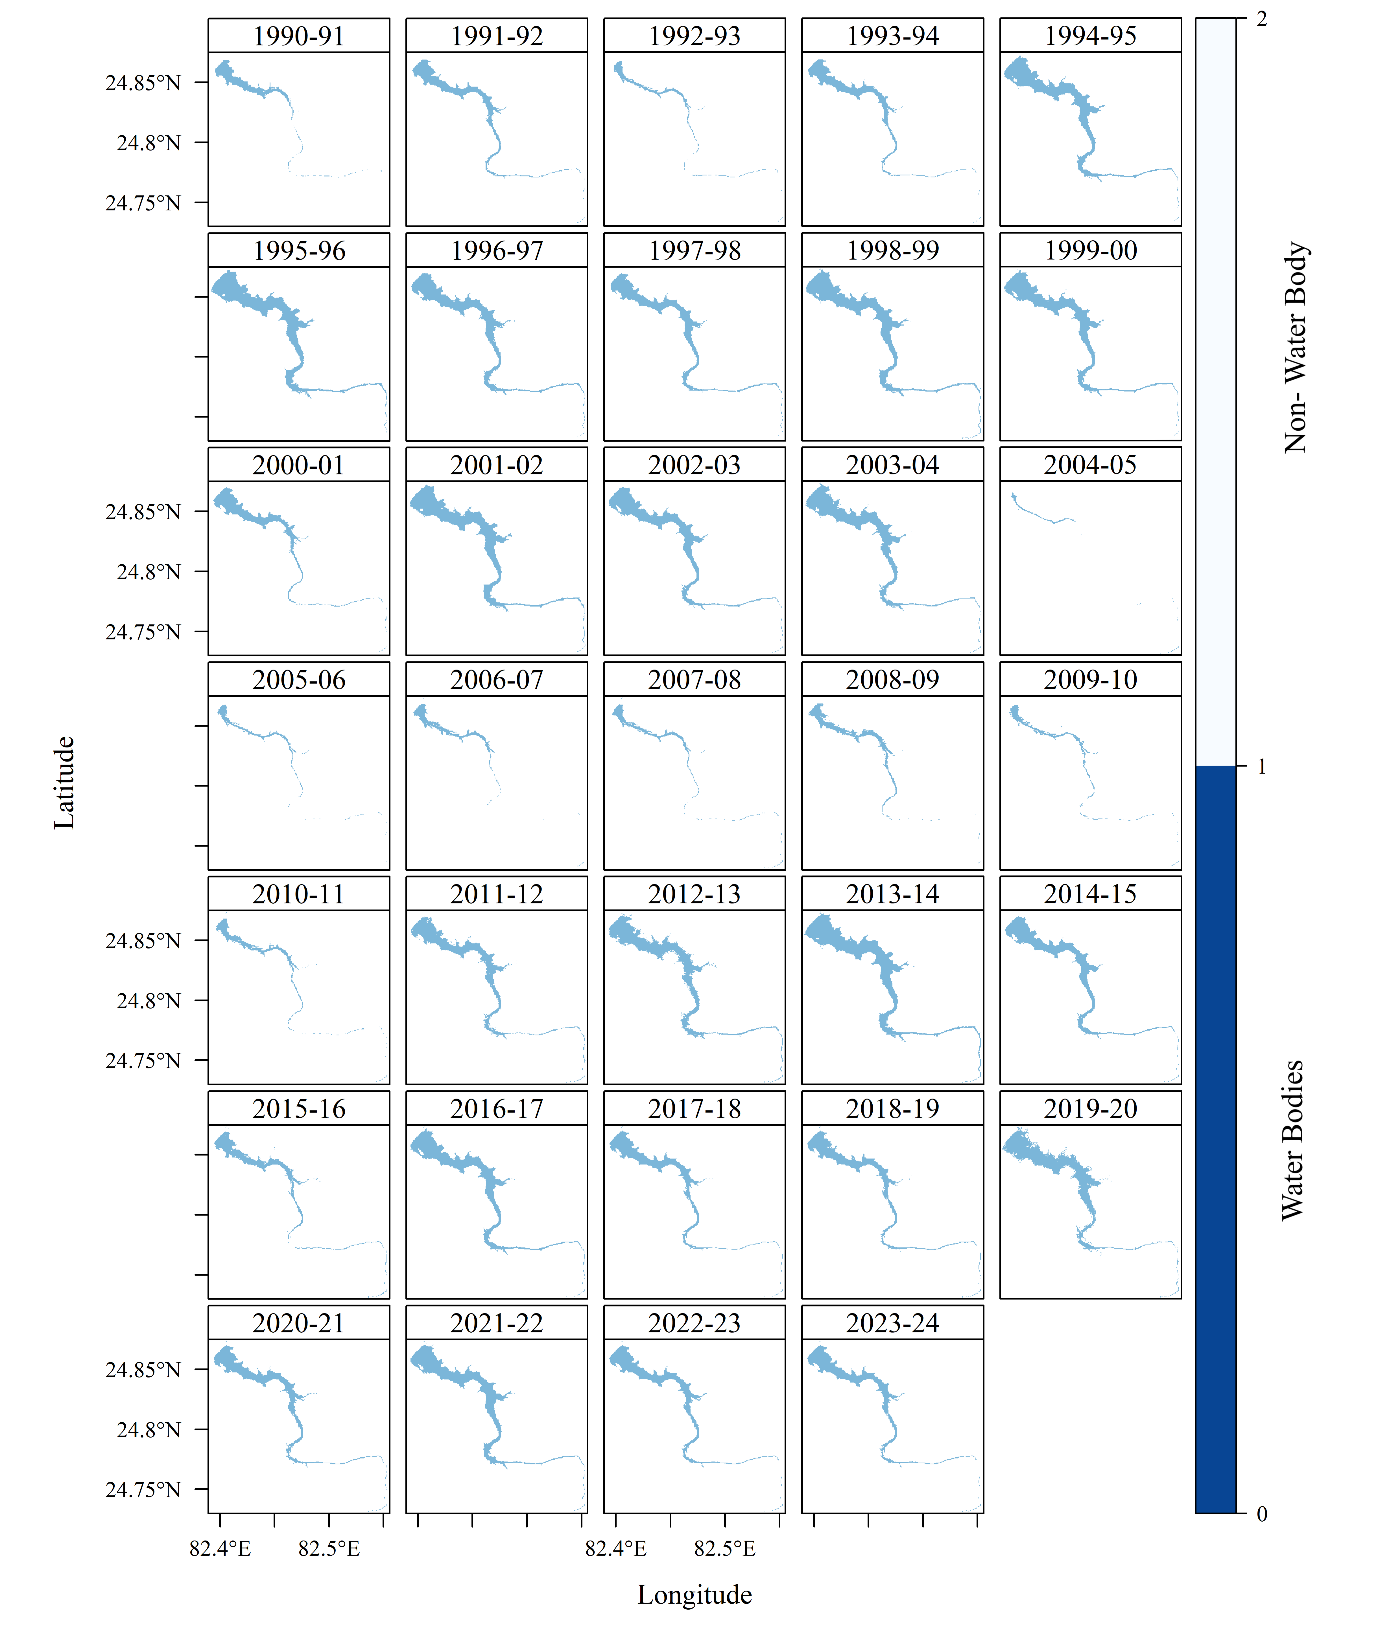 1990-91 1991-92 1992-93 1993-94 1994-95
24.85°N
24.8°N
24.75°N
1995-96 1996-97 1997-98 1998-99 1999-00
2000-01 2001-02 2002-03 2003-04 2004-05
24.85°N
24.8°N
24.75°N
2005-06 2006-07 2007-08 2008-09 2009-10
2010-11 2011-12 2012-13 2013-14 2014-15
24.85°N
24.8°N
24.75°N
2015-16 2016-17 2017-18 2018-19 2019-20
2020-21 2021-22 2022-23 2023-24
24.85°N
24.8°N
24.75°N
82.4°E 82.5°E 82.4°E 82.5°E
Longitude
Latitude
2
1
0
Non- Water Body
Water Bodies